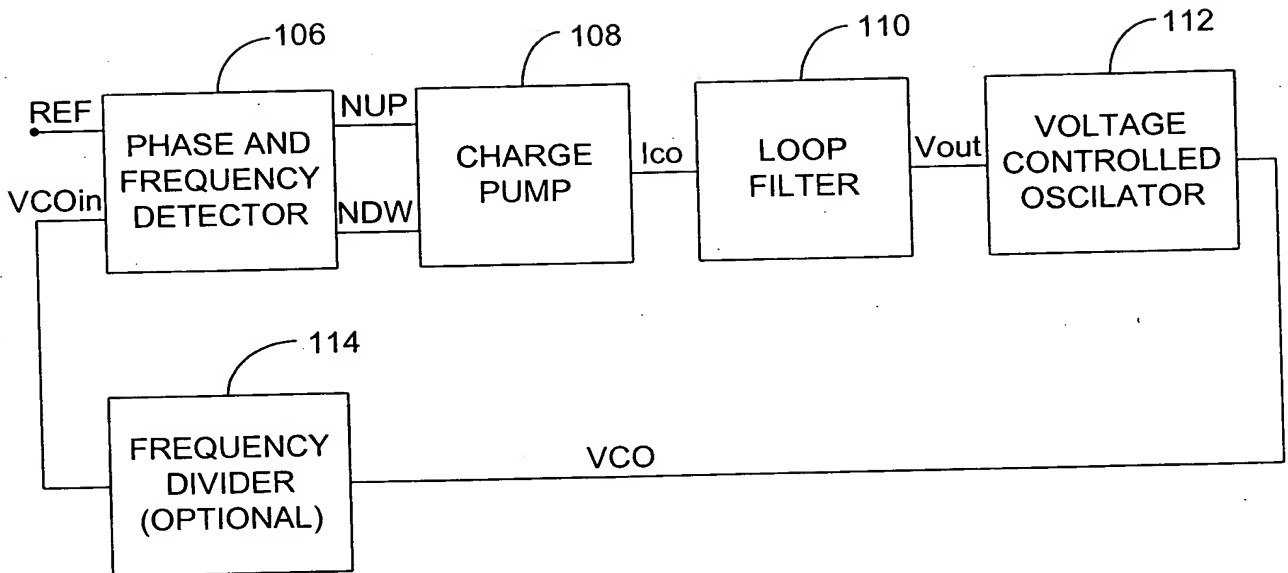 106
108
110
112
REF
NUP
PHASE AND
FREQUENCY
DETECTOR
VCOin
NDW
CHARGE
PUMP
Ico
LOOP
FILTER
Vout
VOLTAGE
CONTROLLED
OSCILATOR
114
FREQUENCY
DIVIDER
(OPTIONAL)
VCO